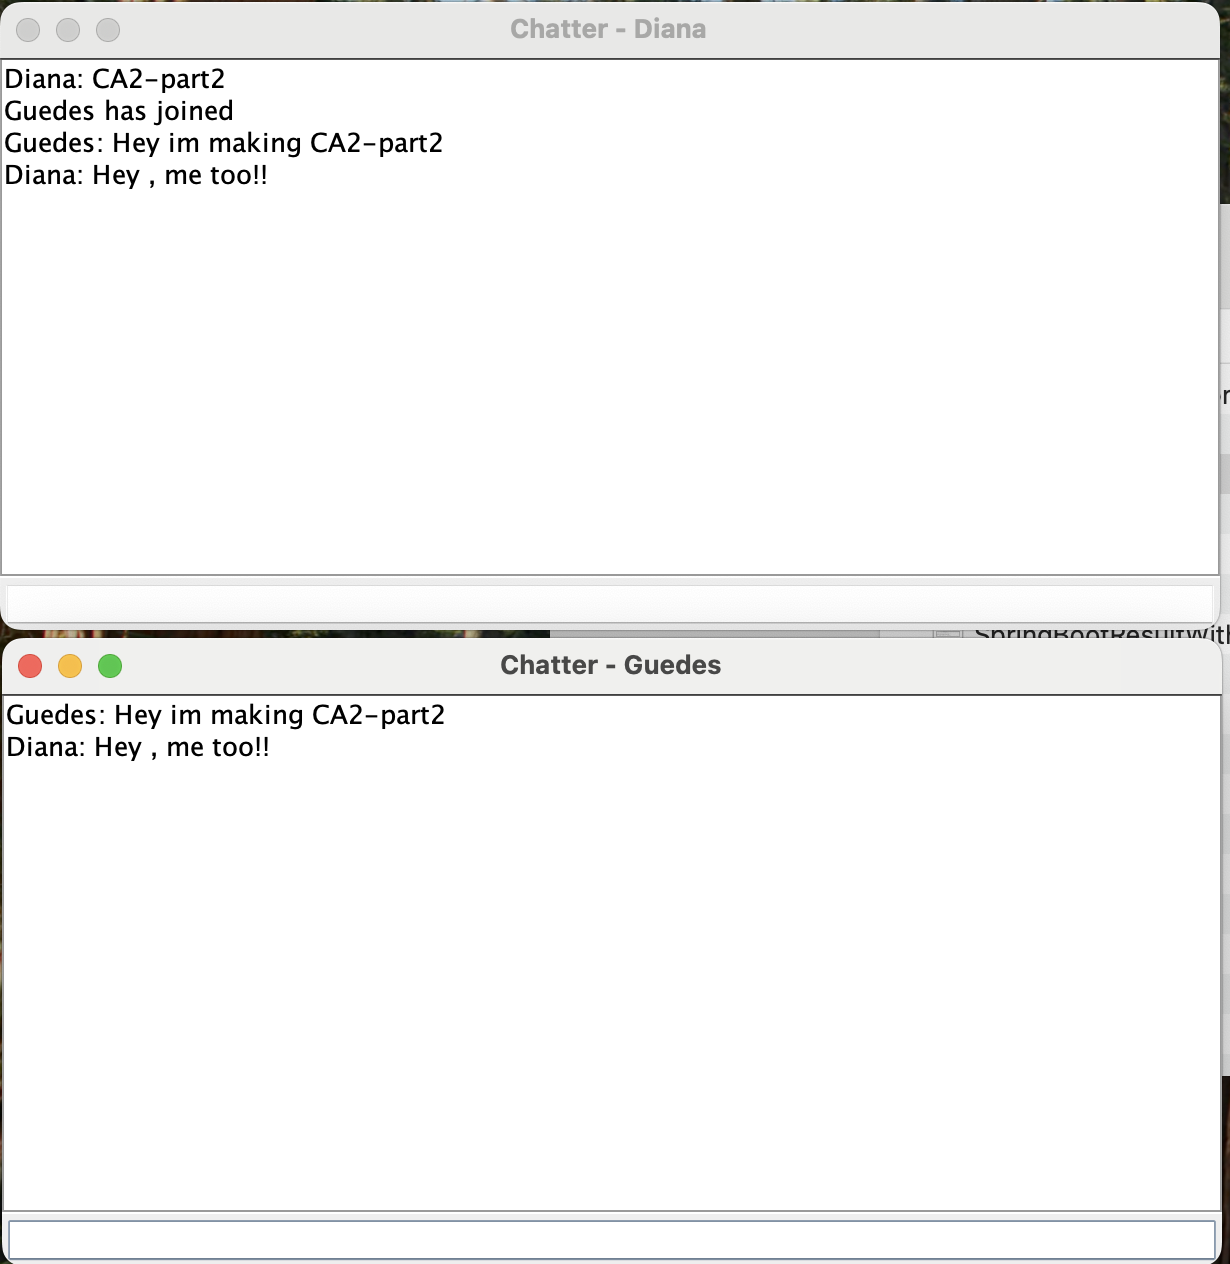 Chatter - Diana
Diana: CA2-part2
Guedes has joined
Guedes: Hey im making CA2-part2
Diana: Hey , me too!!
SpringBootResultWith
Chatter - Guedes
Guedes: Hey im making CA2-part2
Diana: Hey , me too!!